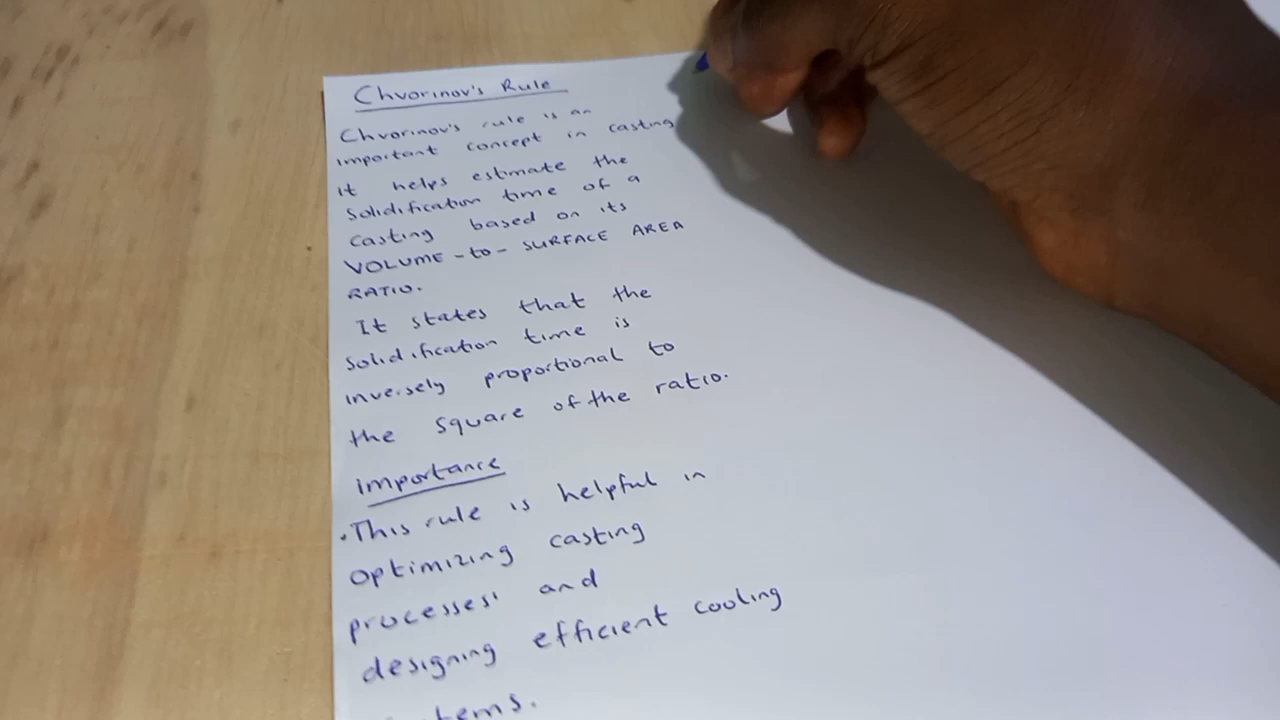 Chvorinov's Rule
Chvorinov's rule is an
important concept in casting
it helps estimate the
solidification time of a
casting based on its
VOLUME - to - SURFACE AREA
RATIO.
It states that the
solidification time is
inversely proportional to
the square of the ratio.
importance
. This rule is helpful in
optimizing casting
processes' and
designing efficient cooling